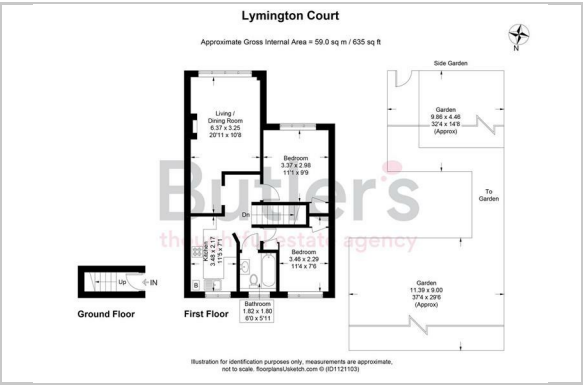 Lymington Court
Approximate Gross Internal Area = 59.0 sq m / 635 sq ft
N
Side Garden
Garden
9.86 x 4.46
32'4 x 14'8
(Approx)
Living /
Dining Room
6.37 x 3.25
20'11 x 10'8
Bedroom
3.37 x 2.98
11'1 x 9'9
To
Garden
Butler's
thoughtful estate agency
Dn
Kitchen
3.48 x 2.17
11'5 x 7'1
Bedroom
3.46 x 2.29
11'4 x 7'6
B
Up
IN
Garden
11.39 x 9.00
37'4 x 29'6
(Approx)
Bathroom
1.82 x 1.80
6'0 x 5'11
Ground Floor
First Floor
Illustration for identification purposes only, measurements are approximate,
not to scale. floorplansUsketch.com © (ID1121103)